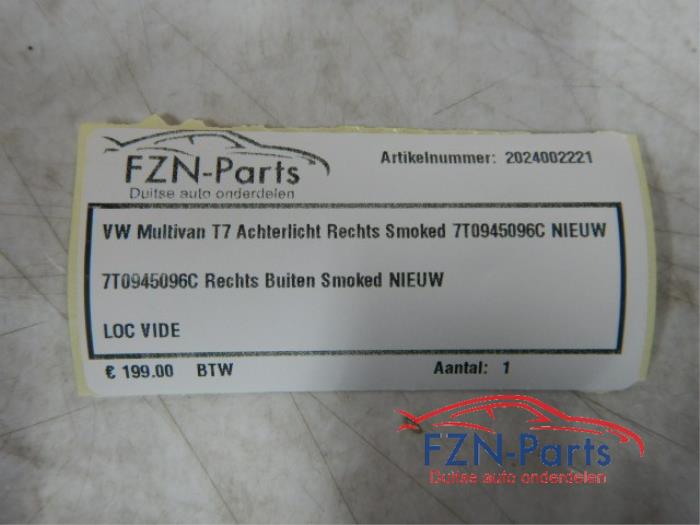 FZN-Parts
Duitse auto onderdelen
Artikelnummer: 2024002221
VW Multivan T7 Achterlicht Rechts Smoked 7T0945096C NIEUW
7T0945096C Rechts Buiten Smoked NIEUW
LOC VIDE
€ 199.00 BTW Aantal: 1
FZN-Parts
Duitse auto onderdelen